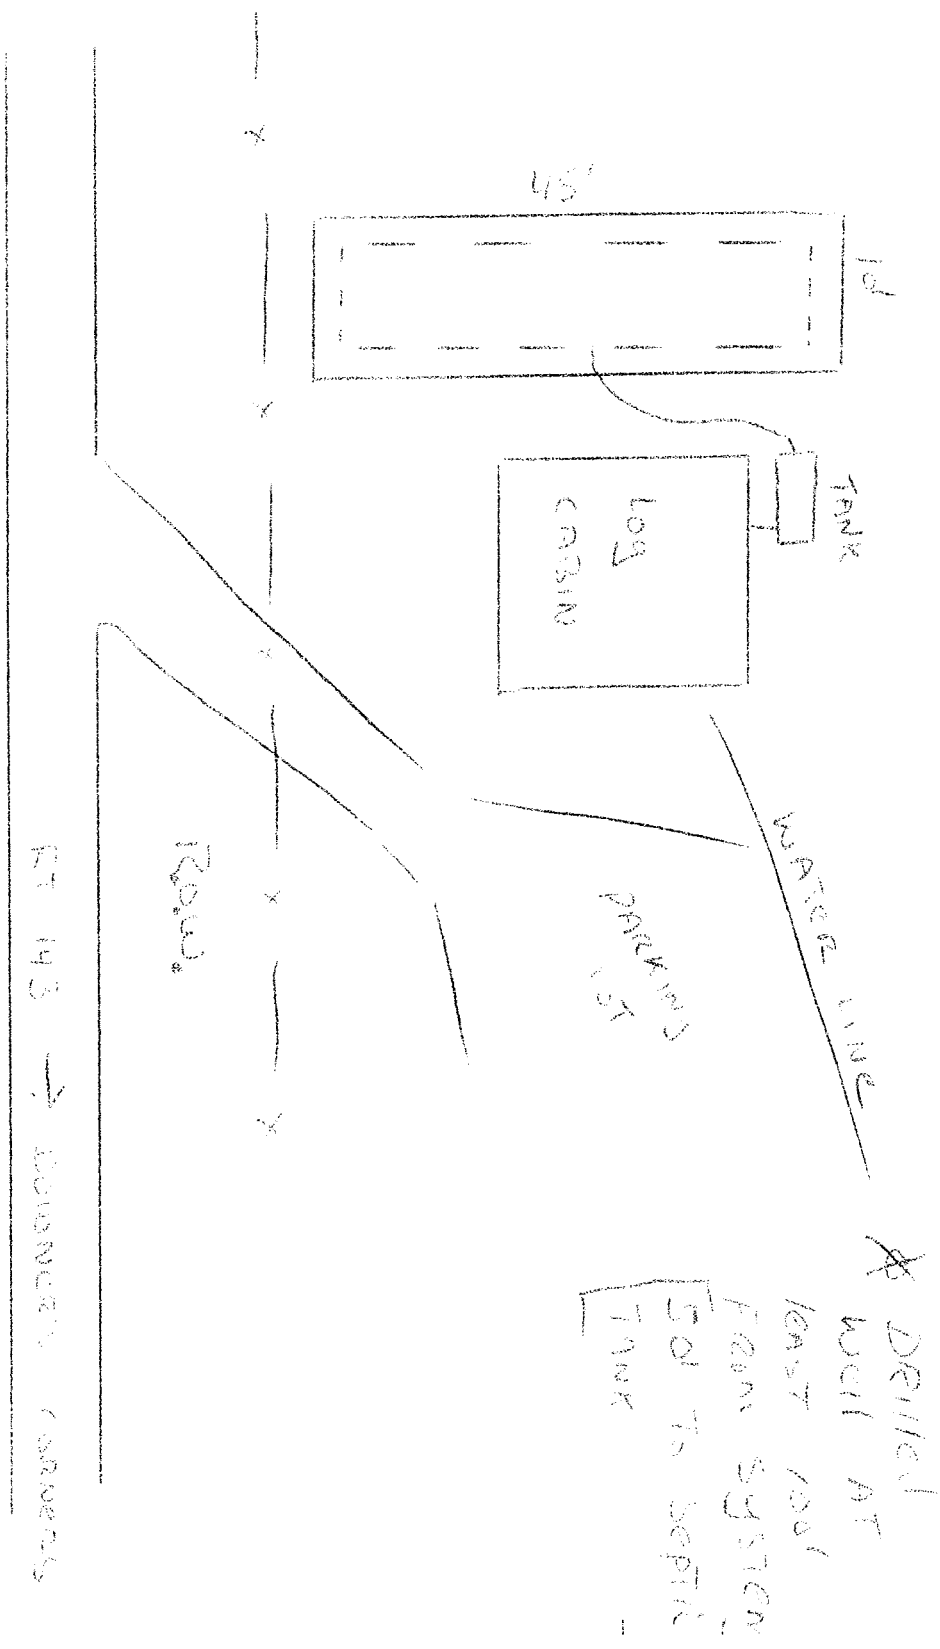 10'
TANK
WATER LINE
DRILLED
WELL AT
LEAST 100'
FROM SYSTEM
50' TO SEPTIC
TANK
45'
LOG
CABIN
PARKING
LOT
R.O.W.
RT 143 → CORNERS